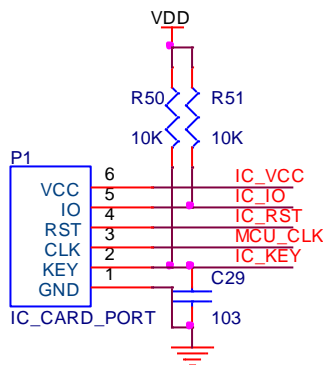 VDD
R50 R51
10K 10K
P1
VCC 6 IC_VCC
IO 5 IC_IO
RST 4 IC_RST
CLK 3 MCU_CLK
KEY 2 IC_KEY
GND 1
C29
103
IC_CARD_PORT